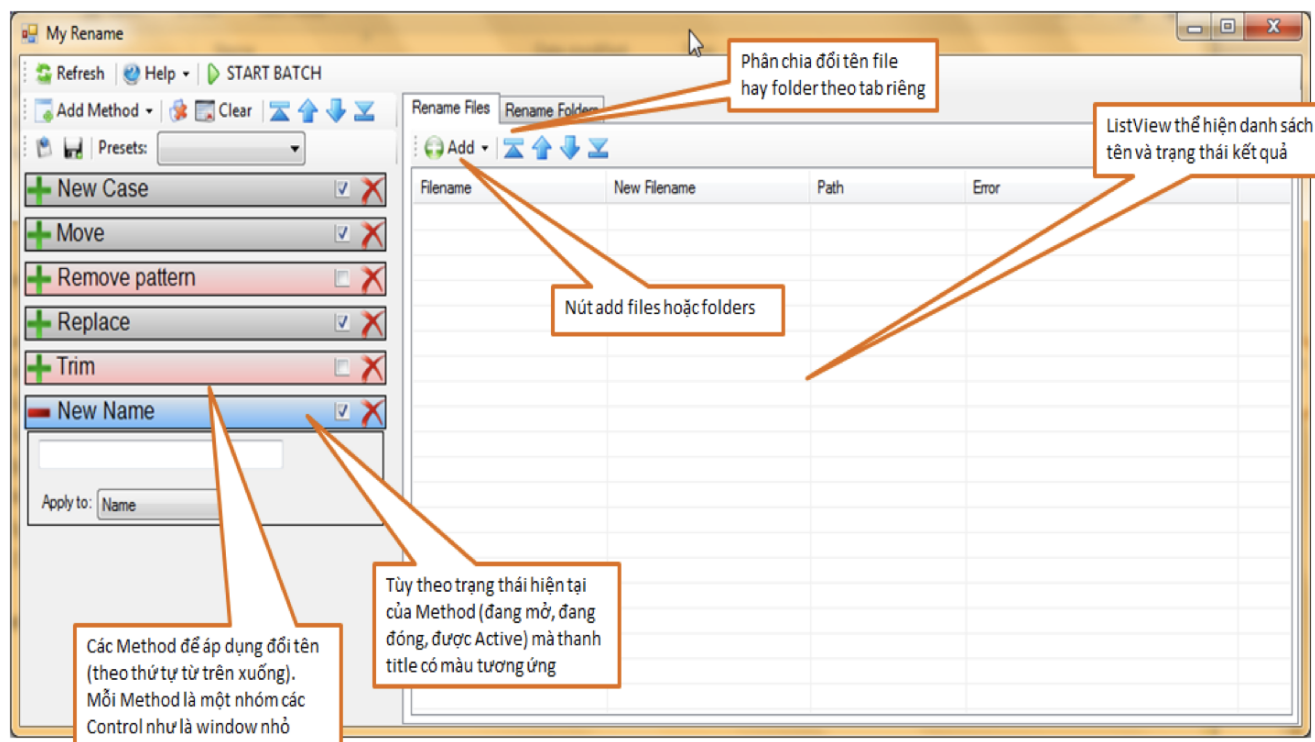 My Rename
Refresh Help START BATCH
Add Method Clear
Presets:
New Case
Move
Remove pattern
Replace
Trim
New Name
Apply to: Name
Rename Files Rename Folders
Add
Filename New Filename Path Error
Phân chia đổi tên file
hay folder theo tab riêng
ListView thể hiện danh sách
tên và trạng thái kết quả
Nút add files hoặc folders
Tùy theo trạng thái hiện tại
của Method (đang mở, đang
đóng, được Active) mà thanh
title có màu tương ứng
Các Method để áp dụng đổi tên
(theo thứ tự từ trên xuống).
Mỗi Method là một nhóm các
Control như là window nhỏ